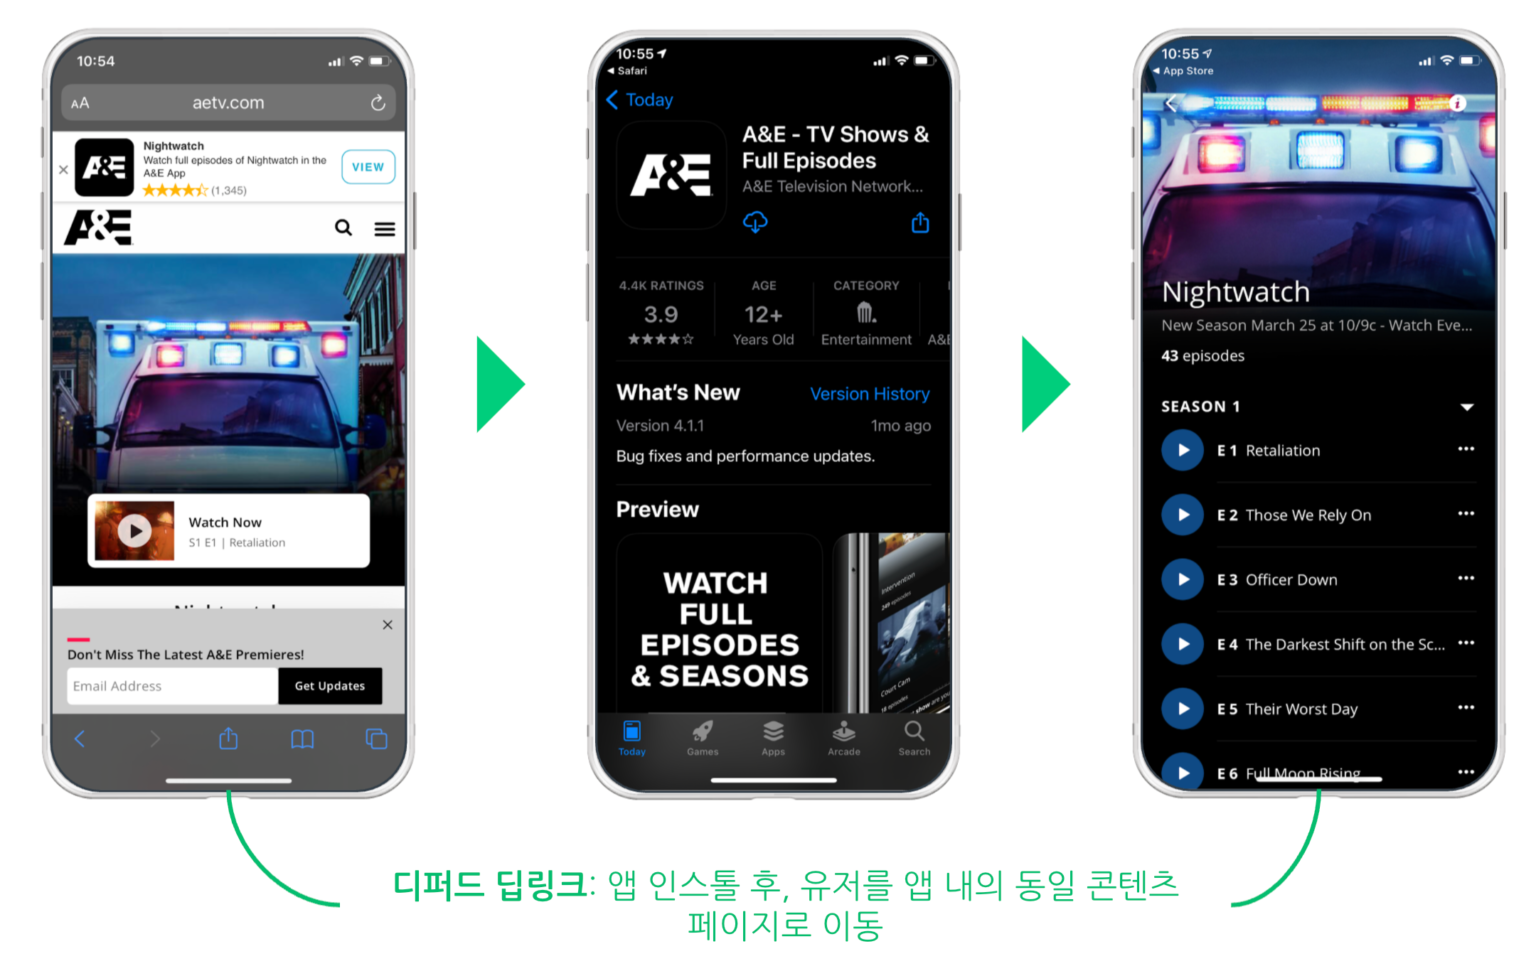 10:54
AA
aetv.com
A&E
Nightwatch
Watch full episodes of Nightwatch in the
A&E App
(1,345)
VIEW
A&E
Watch Now
S1 E1 | Retaliation
Don't Miss The Latest A&E Premieres!
Email Address
Get Updates
10:55
Safari
Today
A&E
A&E - TV Shows &
Full Episodes
A&E Television Network...
4.4K RATINGS
AGE
CATEGORY
3.9
12+
Years Old
Entertainment
What's New
Version History
Version 4.1.1
1mo ago
Bug fixes and performance updates.
Preview
WATCH
FULL
EPISODES
& SEASONS
Intervention
249 episodes
Court Cam
18 episodes
Today
Games
Apps
Arcade
Search
10:55
App Store
Nightwatch
New Season March 25 at 10/9c - Watch Eve...
43 episodes
SEASON 1
E 1 Retaliation
E 2 Those We Rely On
E 3 Officer Down
E 4 The Darkest Shift on the Sc...
E 5 Their Worst Day
E 6 Full Moon Rising
디퍼드 딥링크: 앱 인스톨 후, 유저를 앱 내의 동일 콘텐츠
페이지로 이동